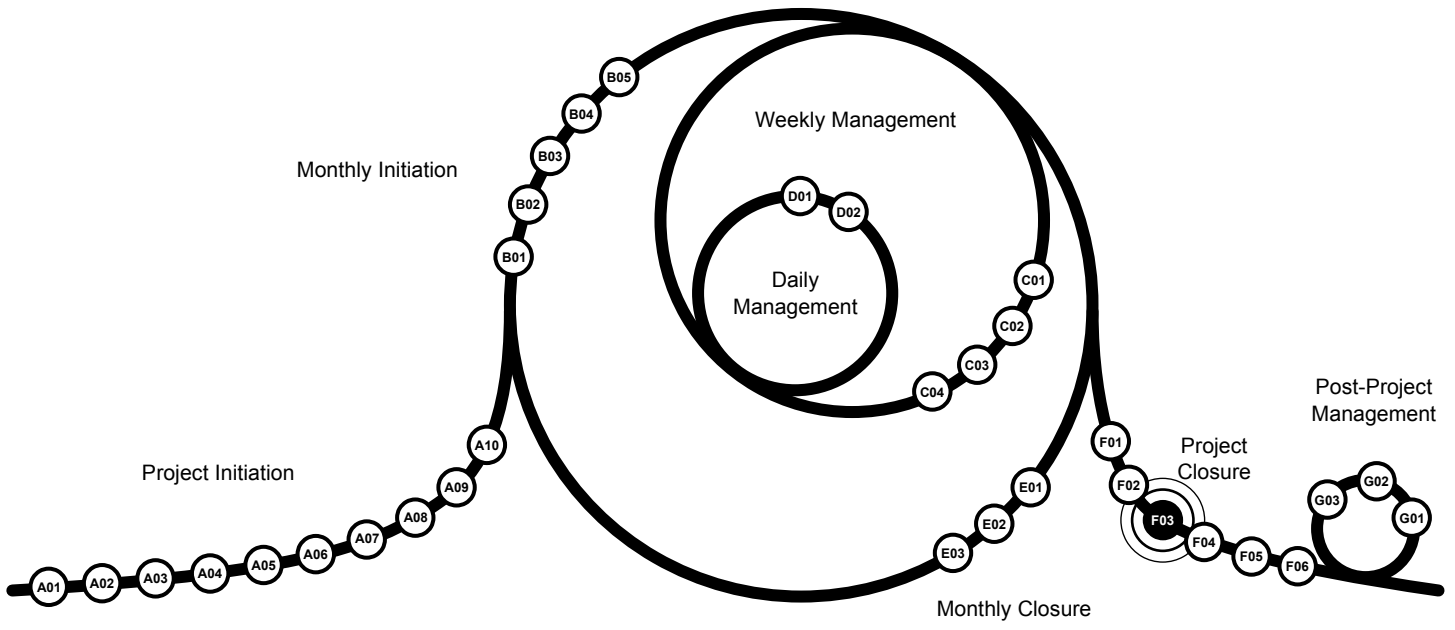 Project Initiation
A01
A02
A03
A04
A05
A06
A07
A08
A09
A10
Monthly Initiation
B01
B02
B03
B04
B05
Weekly Management
C01
C02
C03
C04
Daily
Management
D01
D02
Monthly Closure
E01
E02
E03
Project
Closure
F01
F02
F03
F04
F05
F06
Post-Project
Management
G01
G02
G03